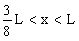 3/8 L < x < L